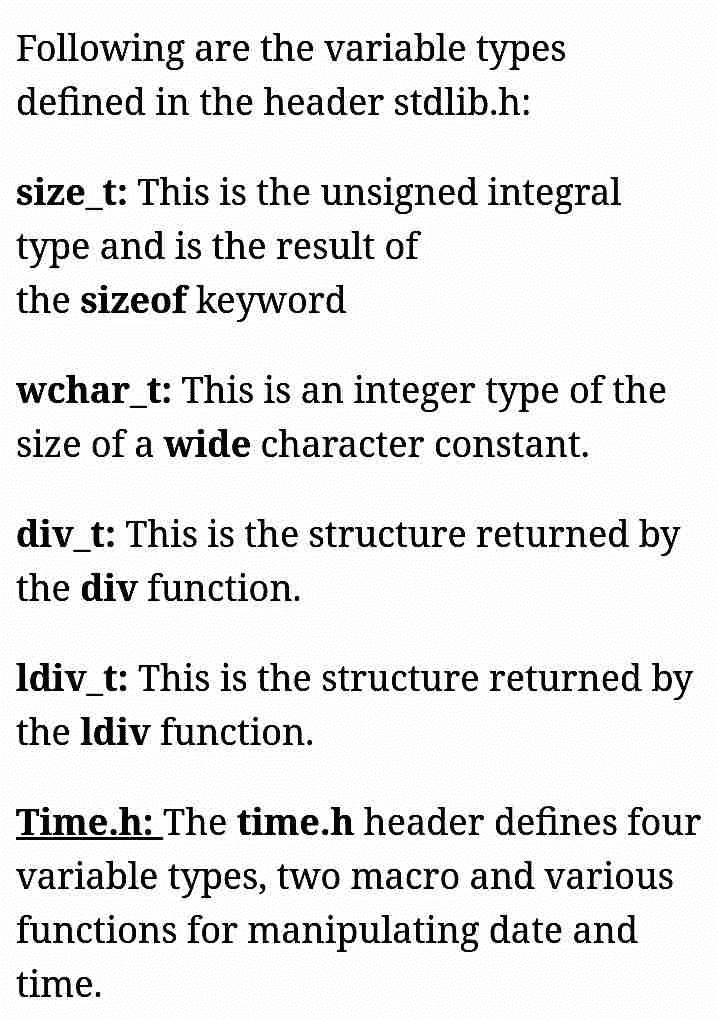 Following are the variable types
defined in the header stdlib.h:
size_t: This is the unsigned integral
type and is the result of
the sizeof keyword
wchar_t: This is an integer type of the
size of a wide character constant.
div_t: This is the structure returned by
the div function.
ldiv_t: This is the structure returned by
the ldiv function.
Time.h: The time.h header defines four
variable types, two macro and various
functions for manipulating date and
time.